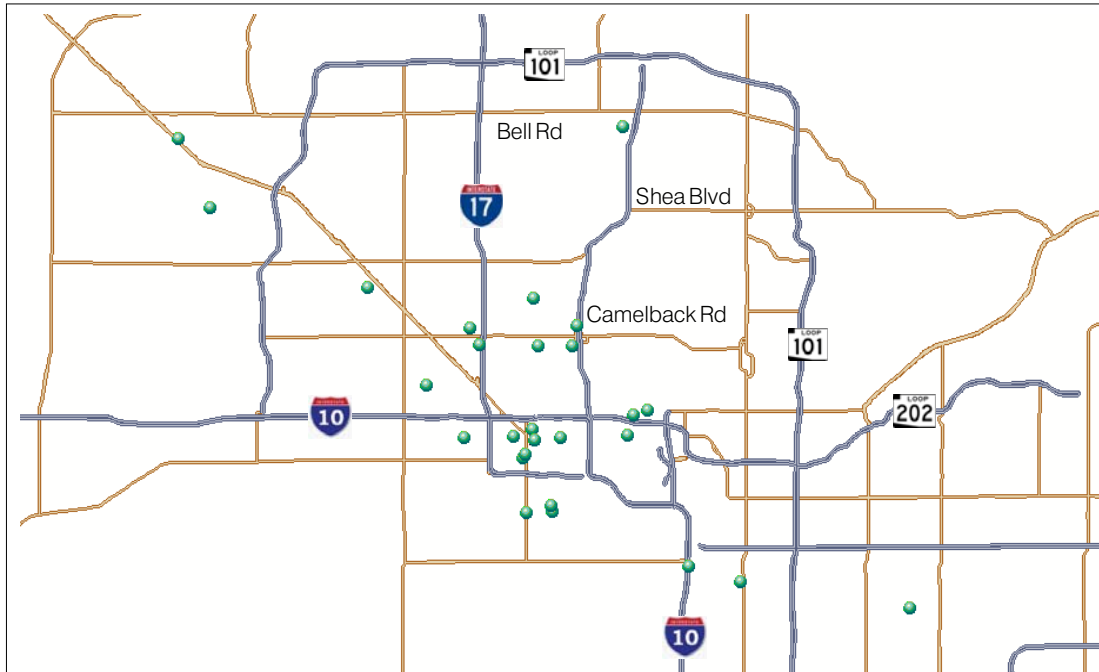 LOOP
101
Bell Rd
INTERSTATE
17
Shea Blvd
Camelback Rd
LOOP
101
INTERSTATE
10
LOOP
202
INTERSTATE
10